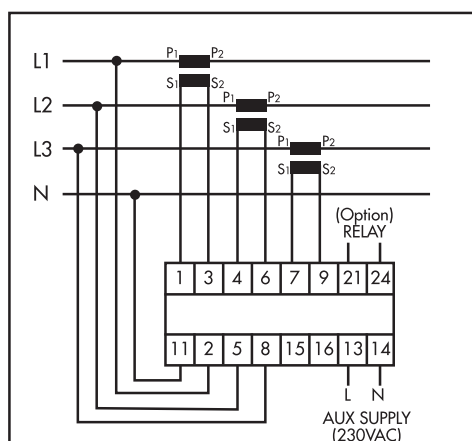 L1 P1 P2
S1 S2
L2 P1 P2
S1 S2
L3 P1 P2
S1 S2
N
(Option)
RELAY
1 3 4 6 7 9 21 24
11 2 5 8 15 16 13 14
L N
AUX SUPPLY
(230VAC)